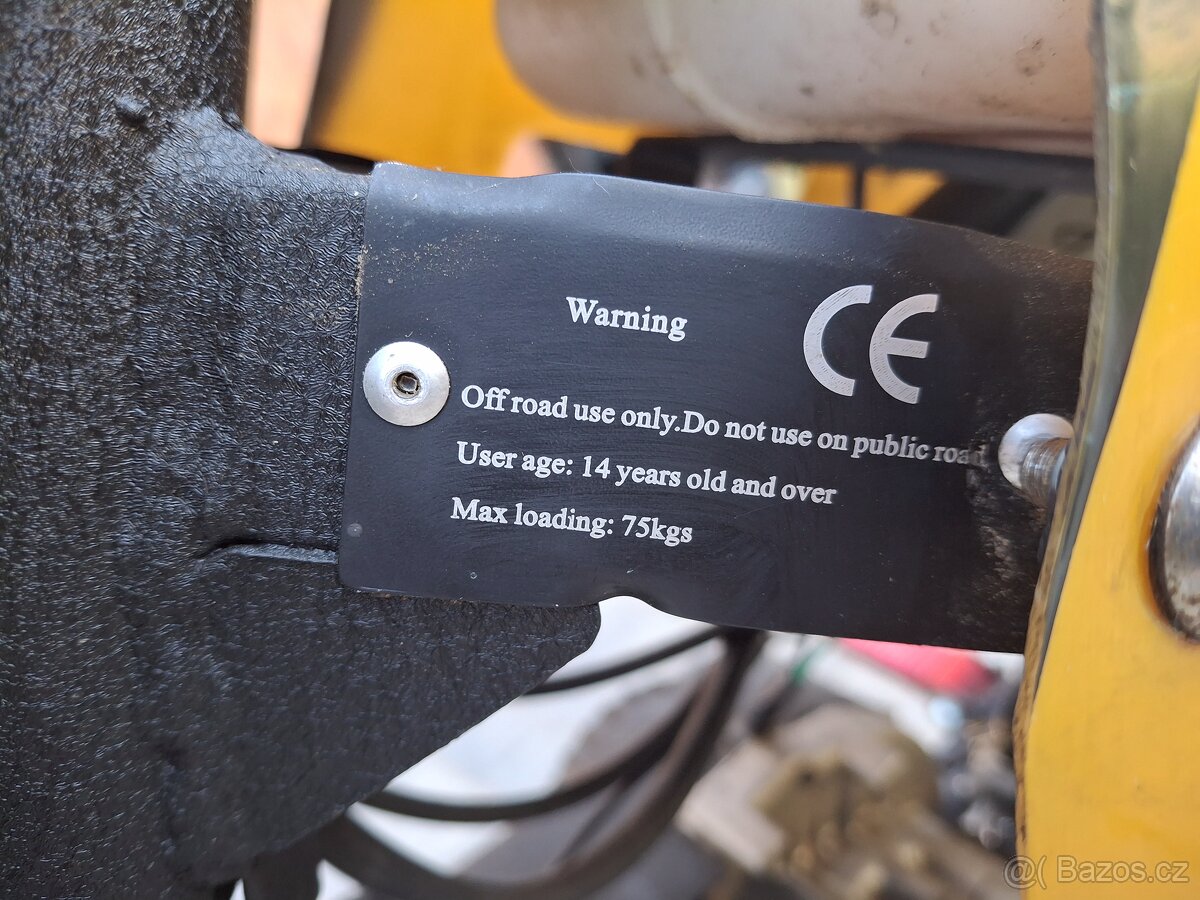 Warning
CE
Off road use only.Do not use on public road
User age: 14 years old and over
Max loading: 75kgs
@( Bazos.cz